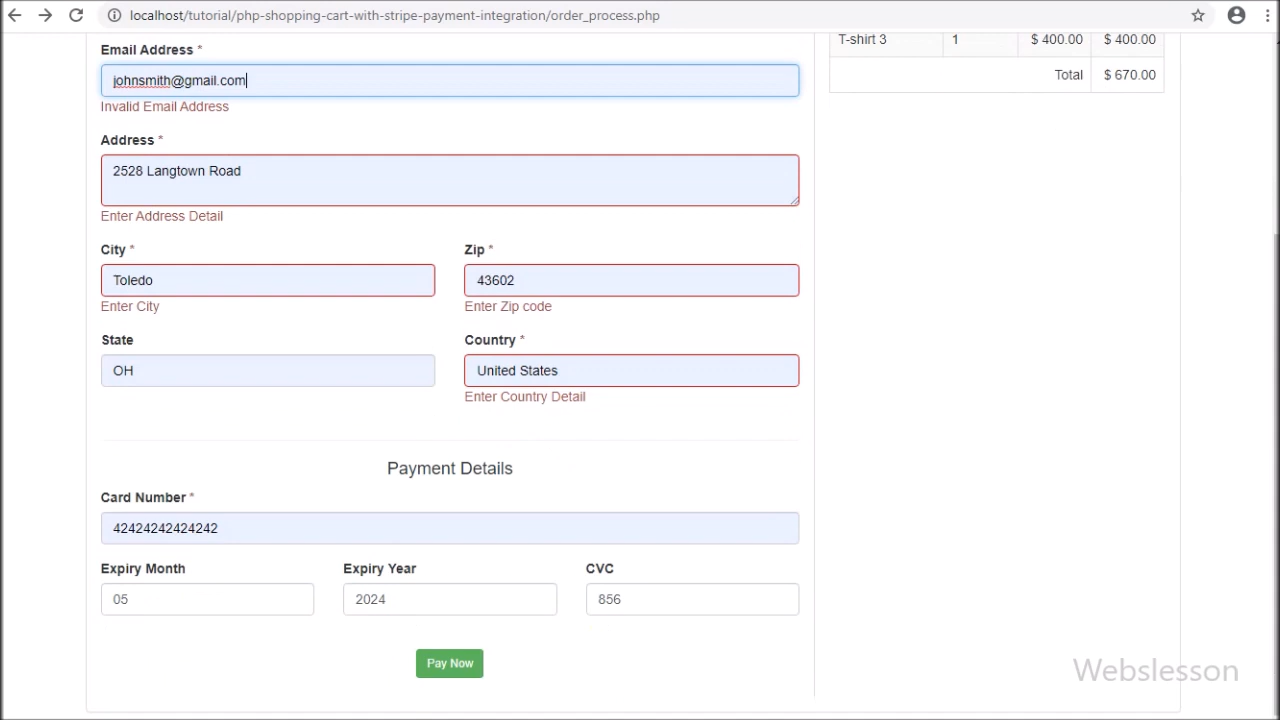 localhost/tutorial/php-shopping-cart-with-stripe-payment-integration/order_process.php
Email Address *
johnsmith@gmail.com
Invalid Email Address
Address *
2528 Langtown Road
Enter Address Detail
City * Zip *
Toledo 43602
Enter City Enter Zip code
State Country *
OH United States
Enter Country Detail
Payment Details
Card Number *
42424242424242
Expiry Month Expiry Year CVC
05 2024 856
Pay Now
T-shirt 3 1 $ 400.00 $ 400.00
Total $ 670.00
Webslesson